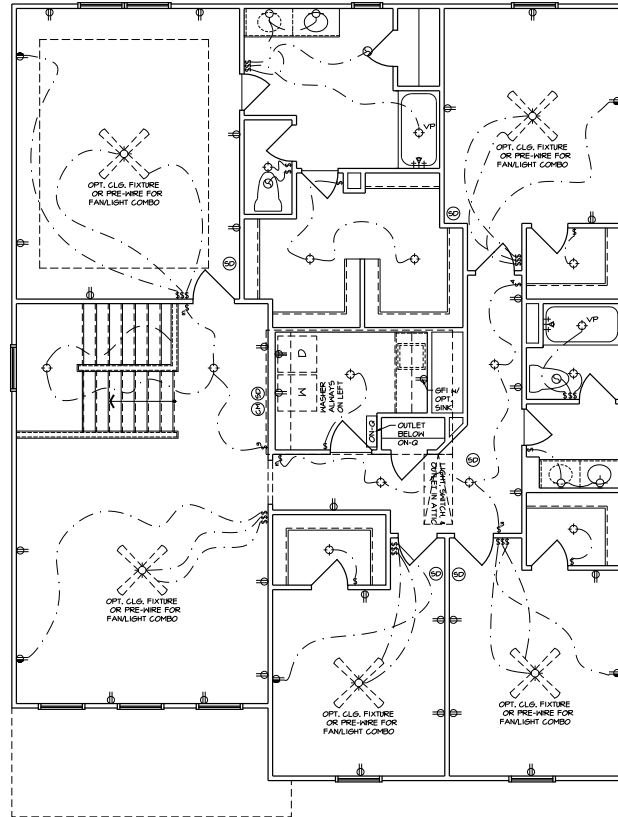 VP
OPT. CLG. FIXTURE
OR PRE-WIRE FOR
FAN/LIGHT COMBO
OPT. CLG. FIXTURE
OR PRE-WIRE FOR
FAN/LIGHT COMBO
$$$
SD
SD
$$$
VP
D
W
WASHER
ALWAYS
ON LEFT
GFI W/
OPT.
SINK
SD
CM
ON-Q
OUTLET
BELOW
ON-Q
SD
LIGHT, SWITCH &
OUTLET IN ATTIC
$$$
$$$
$$$
SD
SD
OPT. CLG. FIXTURE
OR PRE-WIRE FOR
FAN/LIGHT COMBO
OPT. CLG. FIXTURE
OR PRE-WIRE FOR
FAN/LIGHT COMBO
OPT. CLG. FIXTURE
OR PRE-WIRE FOR
FAN/LIGHT COMBO